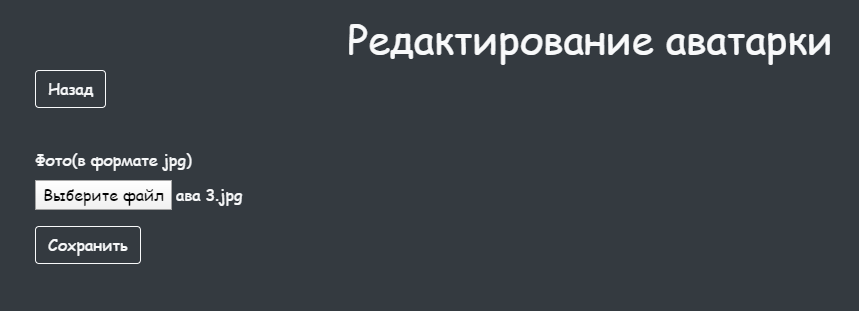 Редактирование аватарки
Назад
Фото(в формате jpg)
Выберите файл ава 3.jpg
Сохранить